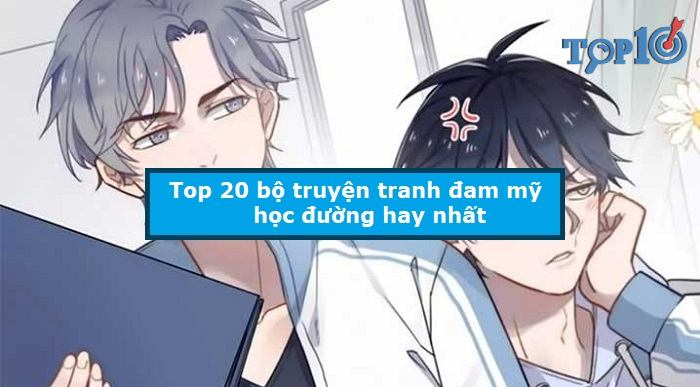 TOP10
Top 20 bộ truyện tranh đam mỹ
học đường hay nhất